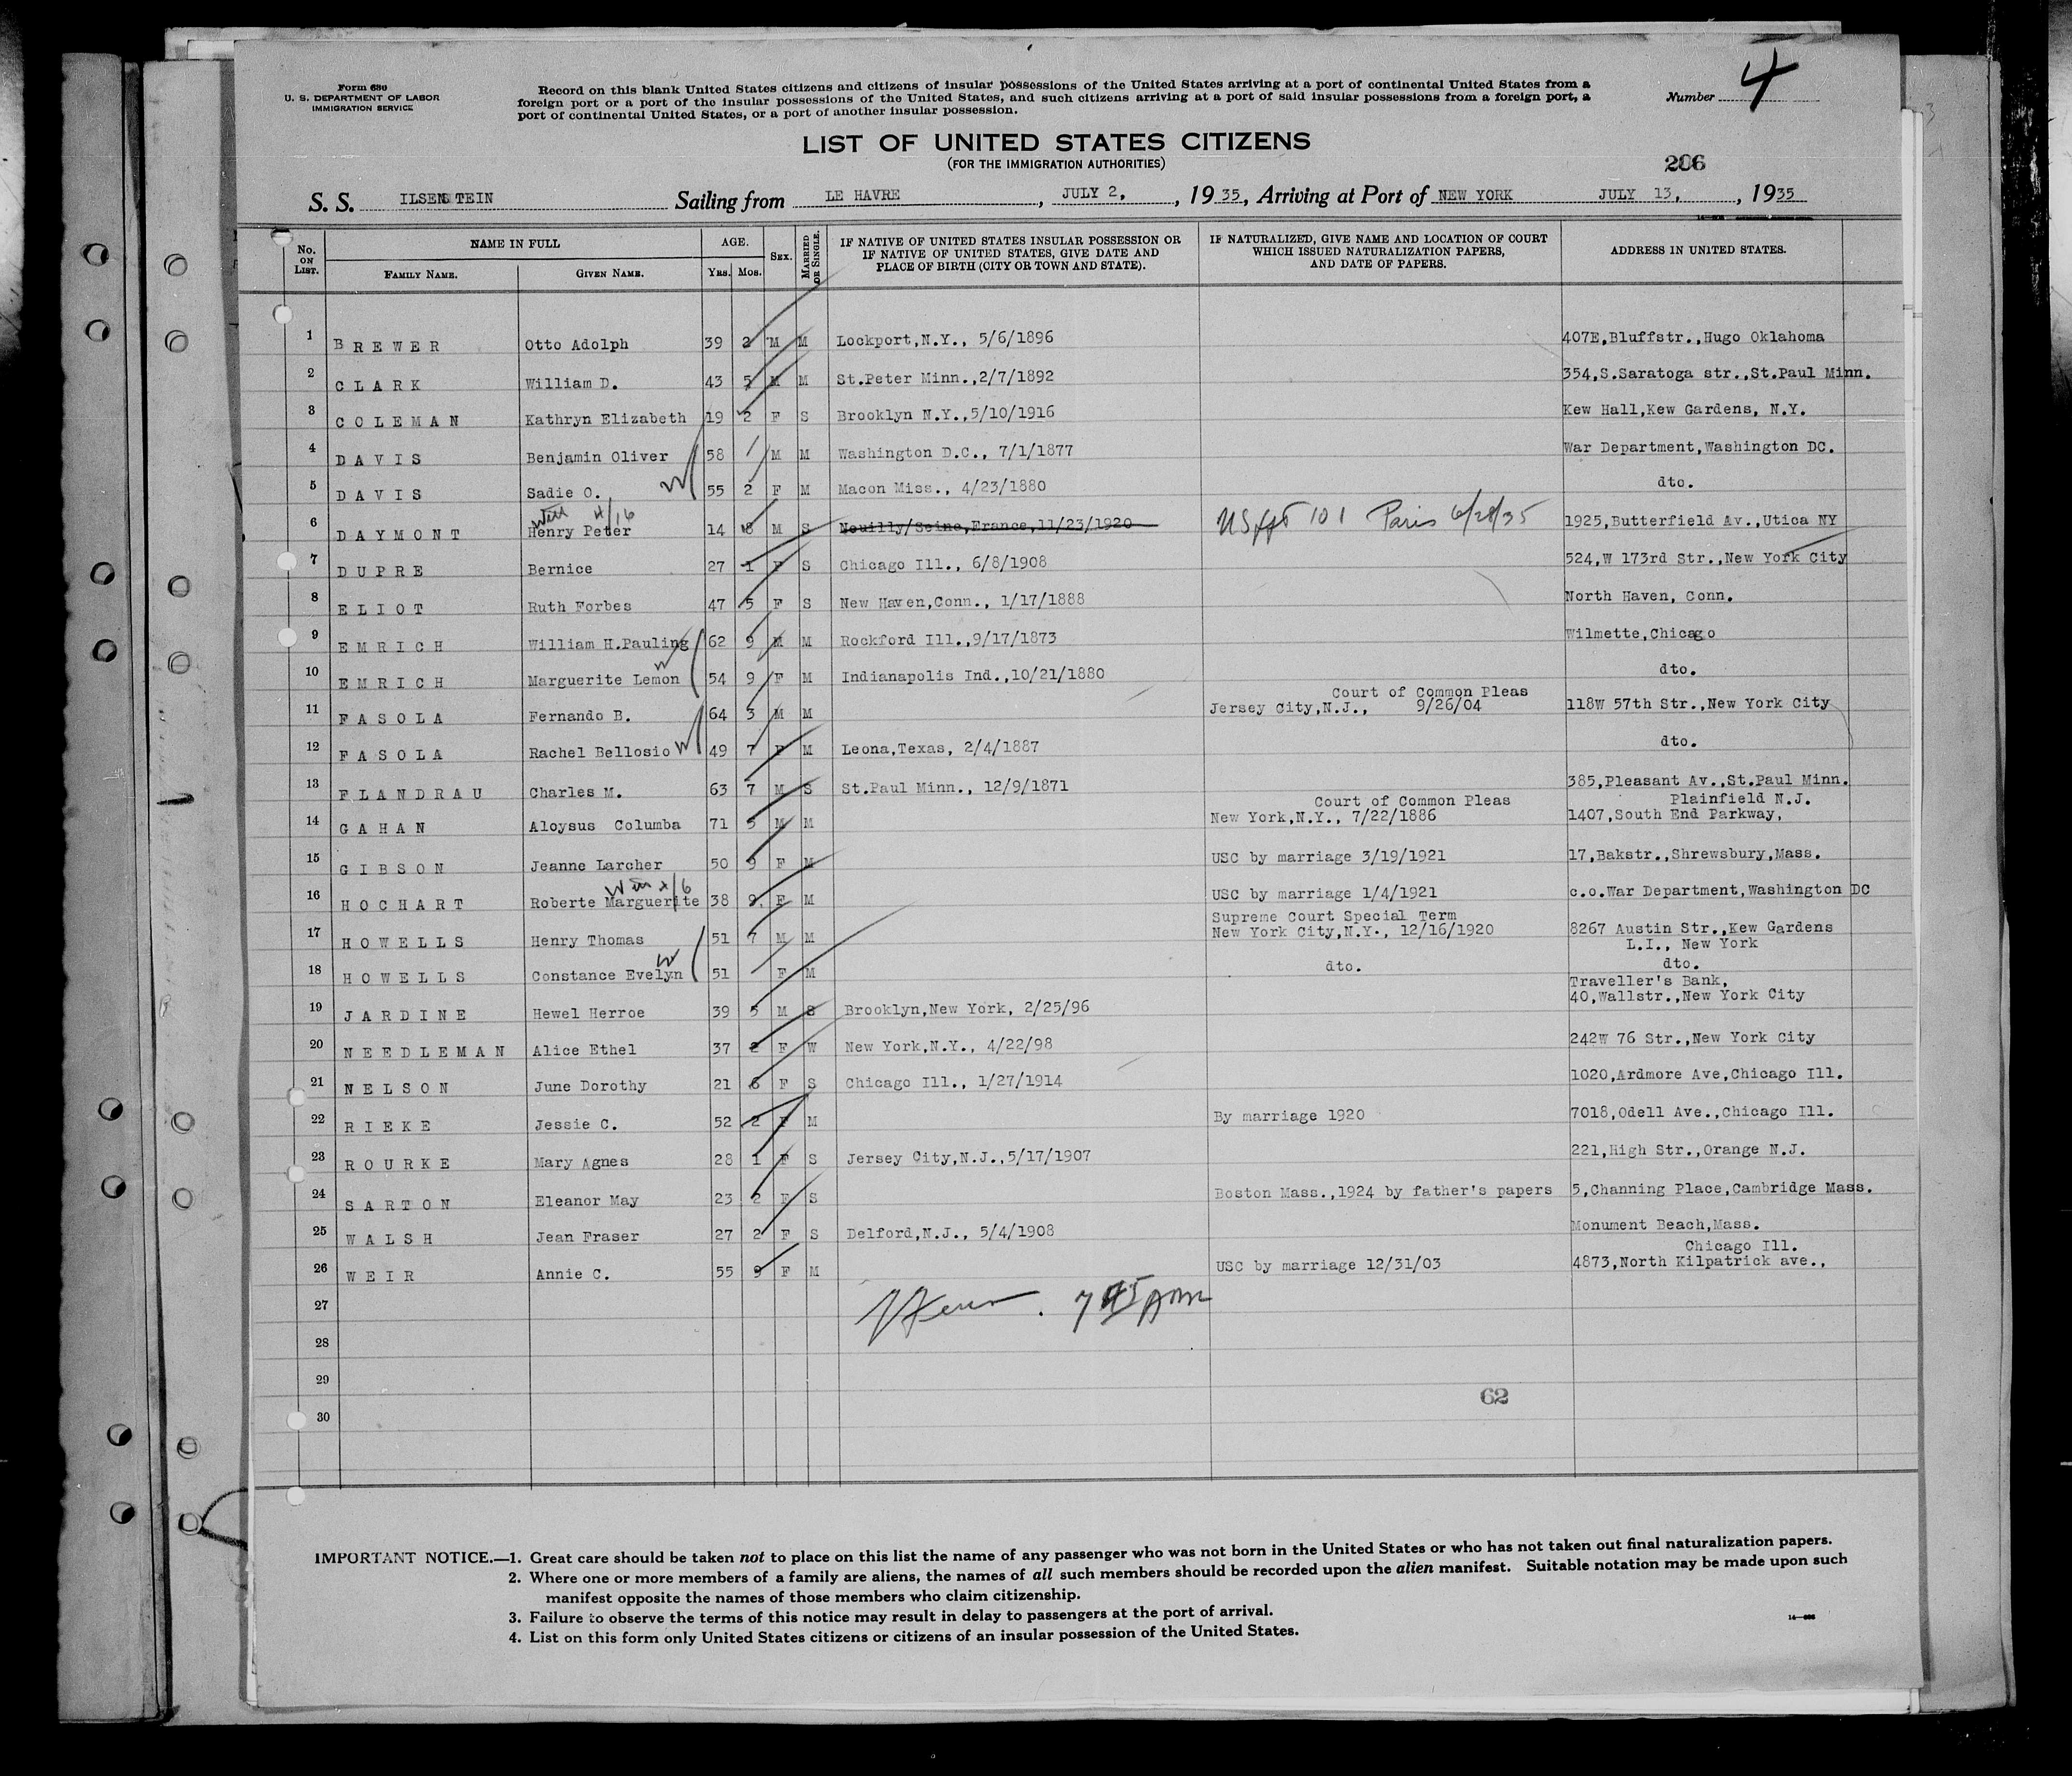 Form 630
U. S. DEPARTMENT OF LABOR
IMMIGRATION SERVICE
Record on this blank United States citizens and citizens of insular possessions of the United States arriving at a port of continental United States from a
foreign port or a port of the insular possessions of the United States, and such citizens arriving at a port of said insular possessions from a foreign port, a
port of continental United States, or a port of another insular possession.
Number 4
LIST OF UNITED STATES CITIZENS
(FOR THE IMMIGRATION AUTHORITIES)
206
S. S. ILSENSTEIN Sailing from LE HAVRE, JULY 2, 1935, Arriving at Port of NEW YORK JULY 13, 1935
No. ON LIST. NAME IN FULL FAMILY NAME. GIVEN NAME. AGE. YRS. MOS. SEX. MARRIED OR SINGLE. IF NATIVE OF UNITED STATES INSULAR POSSESSION OR IF NATIVE OF UNITED STATES, GIVE DATE AND PLACE OF BIRTH (CITY OR TOWN AND STATE). IF NATURALIZED, GIVE NAME AND LOCATION OF COURT WHICH ISSUED NATURALIZATION PAPERS, AND DATE OF PAPERS. ADDRESS IN UNITED STATES.
1 BREWER Otto Adolph 39 2 M M Lockport,N.Y., 5/6/1896 407E,Bluffstr.,Hugo Oklahoma
2 CLARK William D. 43 5 M M St.Peter Minn.,2/7/1892 354,S.Saratoga str.,St.Paul Minn.
3 COLEMAN Kathryn Elizabeth 19 2 F S Brooklyn N.Y.,5/10/1916 Kew Hall,Kew Gardens, N.Y.
4 DAVIS Benjamin Oliver 58 / M M Washington D.C., 7/1/1877 War Department,Washington DC.
5 DAVIS Sadie O. 55 2 F M Macon Miss., 4/23/1880 dto.
6 DAYMONT Henry Peter 14 8 M S Neuilly/Seine,France,11/23/1920 101 Paris 6/28/35 1925,Butterfield Av.,Utica NY
7 DUPRE Bernice 27 1 F S Chicago Ill., 6/8/1908 524,W 173rd Str.,New York City
8 ELIOT Ruth Forbes 47 5 F S New Haven,Conn., 1/17/1888 North Haven, Conn.
9 EMRICH William H.Pauling 62 9 M M Rockford Ill.,9/17/1873 Wilmette,Chicago
10 EMRICH Marguerite Lemon 54 9 F M Indianapolis Ind.,10/21/1880 dto.
11 FASOLA Fernando B. 64 3 M M Court of Common Pleas Jersey City,N.J., 9/26/04 118W 57th Str.,New York City
12 FASOLA Rachel Bellosio 49 7 F M Leona,Texas, 2/4/1887 dto.
13 FLANDRAU Charles M. 63 7 M S St.Paul Minn., 12/9/1871 385,Pleasant Av.,St.Paul Minn.
14 GAHAN Aloysus Columba 71 5 M M Court of Common Pleas New York,N.Y., 7/22/1886 Plainfield N.J. 1407,South End Parkway,
15 GIBSON Jeanne Larcher 50 9 F M USC by marriage 3/19/1921 17,Bakstr.,Shrewsbury,Mass.
16 HOCHART Roberte Marguerite 38 9. F M USC by marriage 1/4/1921 c.o.War Department,Washington DC
17 HOWELLS Henry Thomas 51 7 M M Supreme Court Special Term New York City,N.Y., 12/16/1920 8267 Austin Str.,Kew Gardens L.I., New York
18 HOWELLS Constance Evelyn 51 F M dto. dto.
19 JARDINE Hewel Herroe 39 5 M S Brooklyn,New York, 2/25/96 Traveller's Bank, 40,Wallstr.,New York City
20 NEEDLEMAN Alice Ethel 37 2 F W New York,N.Y., 4/22/98 242W 76 Str.,New York City
21 NELSON June Dorothy 21 6 F S Chicago Ill., 1/27/1914 1020,Ardmore Ave,Chicago Ill.
22 RIEKE Jessie C. 52 2 F M By marriage 1920 7018,Odell Ave.,Chicago Ill.
23 ROURKE Mary Agnes 28 1 F S Jersey City,N.J.,5/17/1907 221,High Str.,Orange N.J.
24 SARTON Eleanor May 23 2 F S Boston Mass.,1924 by father's papers 5,Channing Place,Cambridge Mass.
25 WALSH Jean Fraser 27 2 F S Delford,N.J., 5/4/1908 Monument Beach,Mass.
26 WEIR Annie C. 55 9 F M USC by marriage 12/31/03 Chicago Ill. 4873,North Kilpatrick ave.,
27
28
29
30
62
IMPORTANT NOTICE.—1. Great care should be taken not to place on this list the name of any passenger who was not born in the United States or who has not taken out final naturalization papers.
2. Where one or more members of a family are aliens, the names of all such members should be recorded upon the alien manifest. Suitable notation may be made upon such
manifest opposite the names of those members who claim citizenship.
3. Failure to observe the terms of this notice may result in delay to passengers at the port of arrival.
4. List on this form only United States citizens or citizens of an insular possession of the United States.